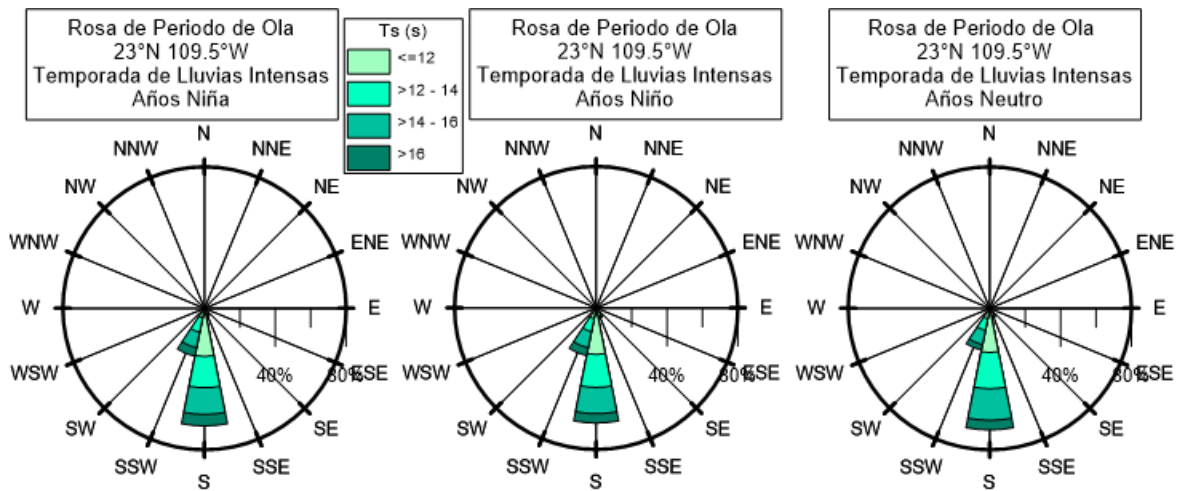 Rosa de Periodo de Ola
23°N 109.5°W
Temporada de Lluvias Intensas
Años Niña
Ts (s)
<=12
>12 - 14
>14 - 16
>16
Rosa de Periodo de Ola
23°N 109.5°W
Temporada de Lluvias Intensas
Años Niño
Rosa de Periodo de Ola
23°N 109.5°W
Temporada de Lluvias Intensas
Años Neutro
N
NNE
NE
ENE
E
ESE
SE
SSE
S
SSW
SW
WSW
W
WNW
NW
NNW
40%
80%
N
NNE
NE
ENE
E
ESE
SE
SSE
S
SSW
SW
WSW
W
WNW
NW
NNW
40%
80%
N
NNE
NE
ENE
E
ESE
SE
SSE
S
SSW
SW
WSW
W
WNW
NW
NNW
40%
80%